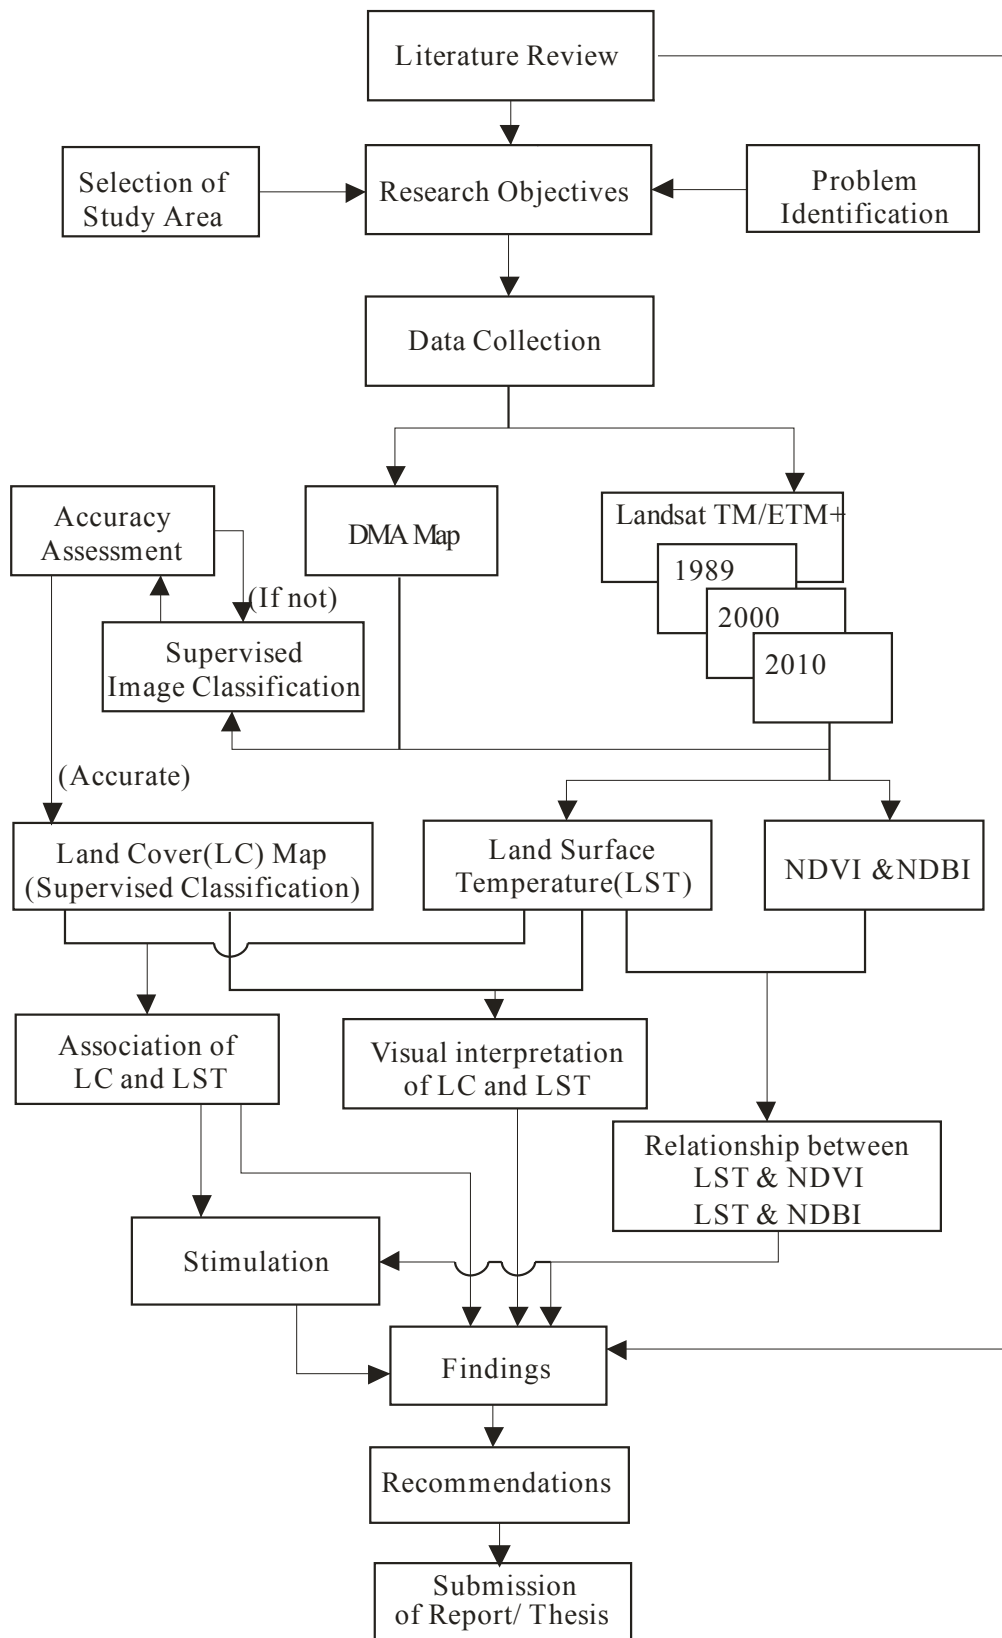 Literature Review
Selection of
Study Area
Research Objectives
Problem
Identification
Data Collection
Accuracy
Assessment
DMA Map
Landsat TM/ETM+
1989
2000
2010
(If not)
Supervised
Image Classification
(Accurate)
Land Cover(LC) Map
(Supervised Classification)
Land Surface
Temperature(LST)
NDVI &NDBI
Association of
LC and LST
Visual interpretation
of LC and LST
Relationship between
LST & NDVI
LST & NDBI
Stimulation
Findings
Recommendations
Submission
of Report/ Thesis